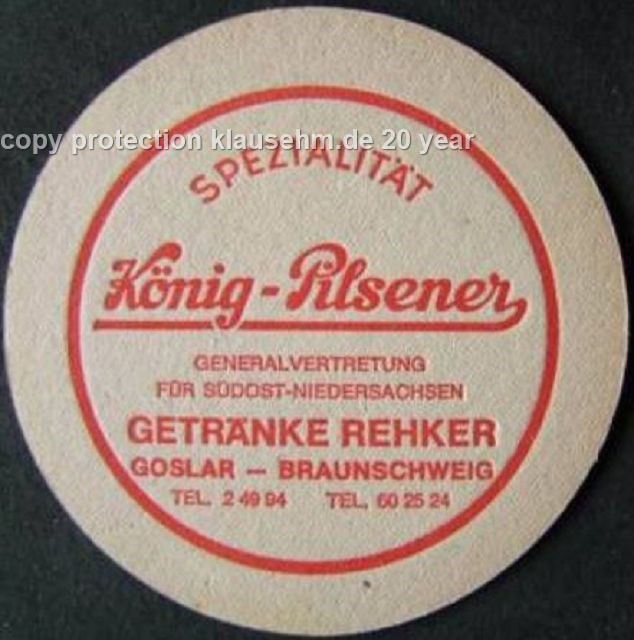 copy protection klausehm.de 20 year
SPEZIALITÄT
König-Pilsener
GENERALVERTRETUNG
FÜR SÜDOST-NIEDERSACHSEN
GETRÄNKE REHKER
GOSLAR — BRAUNSCHWEIG
TEL. 2 49 94 TEL. 60 25 24